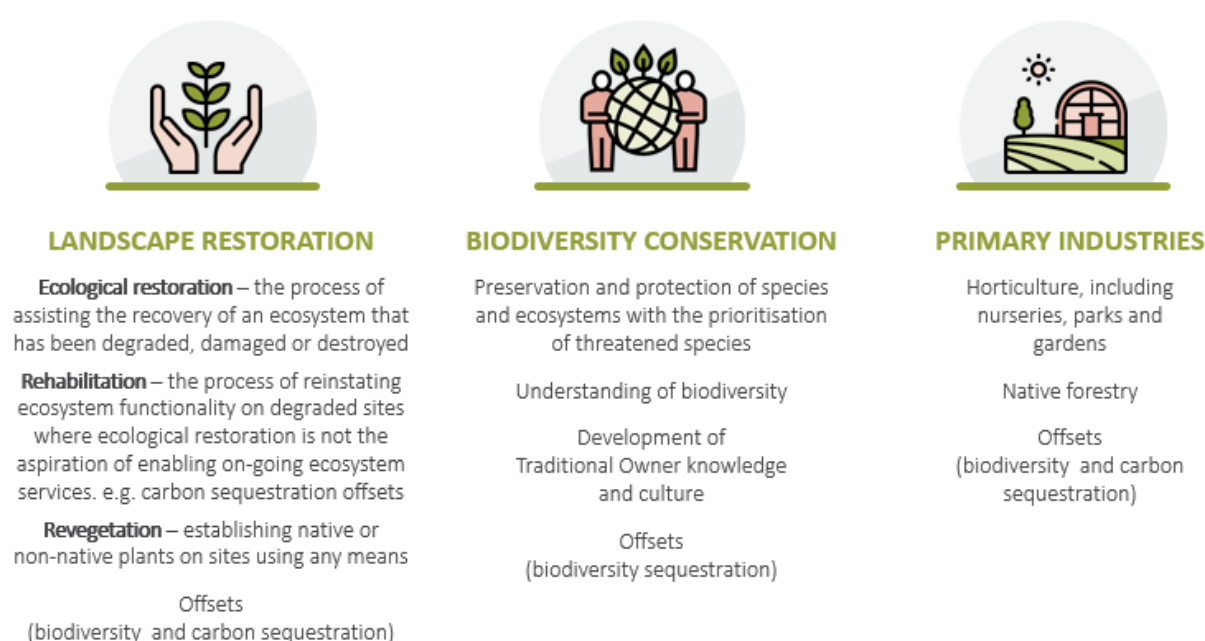 LANDSCAPE RESTORATION
Ecological restoration – the process of
assisting the recovery of an ecosystem that
has been degraded, damaged or destroyed
Rehabilitation – the process of reinstating
ecosystem functionality on degraded sites
where ecological restoration is not the
aspiration of enabling on-going ecosystem
services. e.g. carbon sequestration offsets
Revegetation – establishing native or
non-native plants on sites using any means
Offsets
(biodiversity and carbon sequestration)
BIODIVERSITY CONSERVATION
Preservation and protection of species
and ecosystems with the prioritisation
of threatened species
Understanding of biodiversity
Development of
Traditional Owner knowledge
and culture
Offsets
(biodiversity sequestration)
PRIMARY INDUSTRIES
Horticulture, including
nurseries, parks and
gardens
Native forestry
Offsets
(biodiversity and carbon
sequestration)